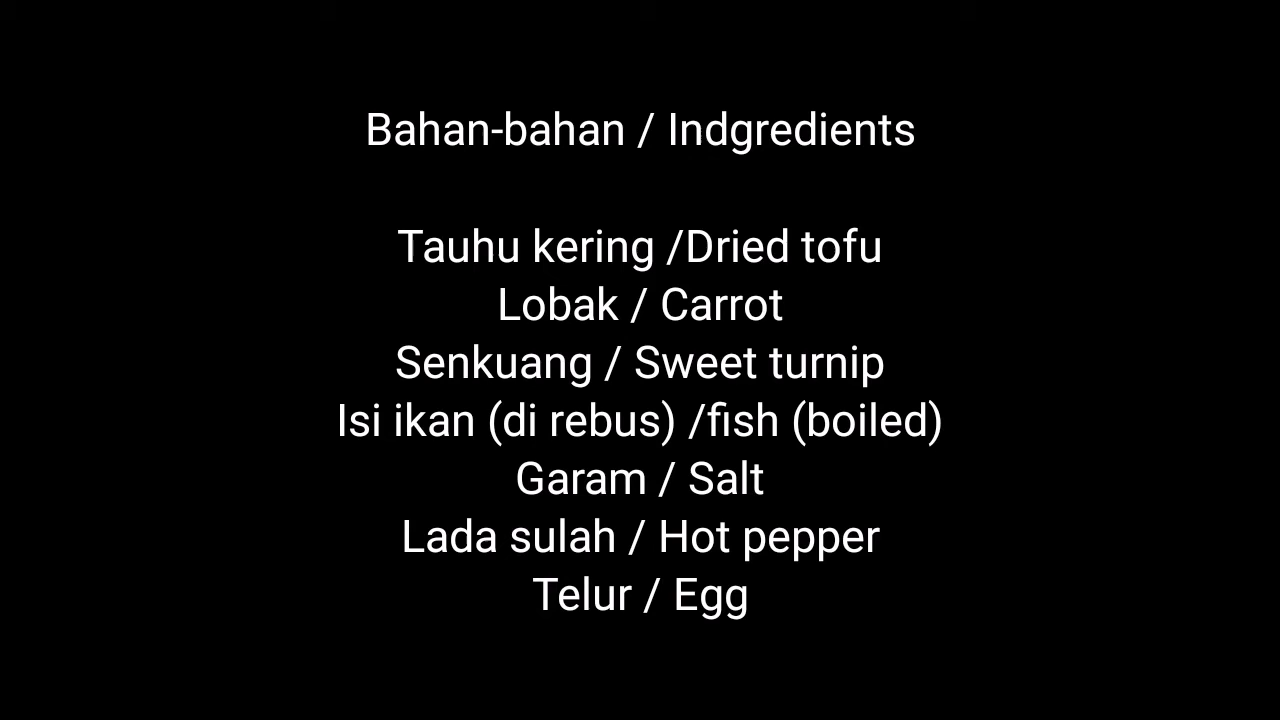 Bahan-bahan / Indgredients
Tauhu kering /Dried tofu
Lobak / Carrot
Senkuang / Sweet turnip
Isi ikan (di rebus) /fish (boiled)
Garam / Salt
Lada sulah / Hot pepper
Telur / Egg